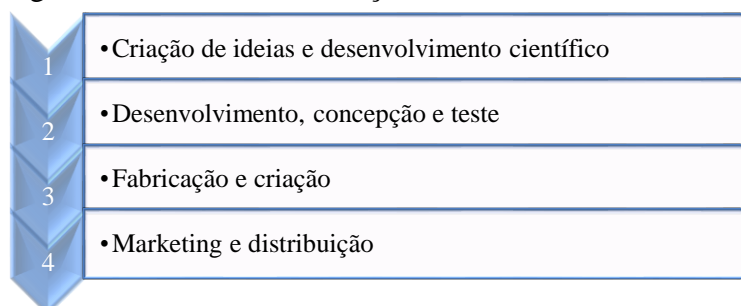 1
•Criação de ideias e desenvolvimento científico
2
•Desenvolvimento, concepção e teste
3
•Fabricação e criação
4
•Marketing e distribuição